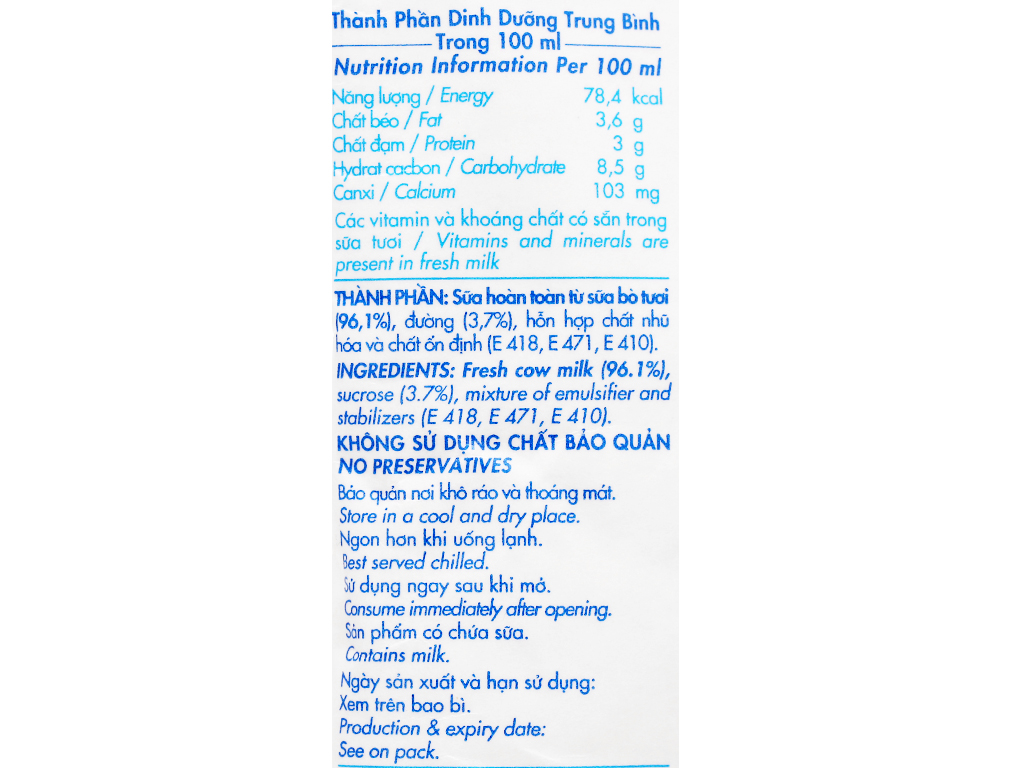 Thành Phần Dinh Dưỡng Trung Bình
Trong 100 ml
Nutrition Information Per 100 ml
Năng lượng / Energy 78,4 kcal
Chất béo / Fat 3,6 g
Chất đạm / Protein 3 g
Hydrat cacbon / Carbohydrate 8,5 g
Canxi / Calcium 103 mg
Các vitamin và khoáng chất có sẵn trong
sữa tươi / Vitamins and minerals are
present in fresh milk
THÀNH PHẦN: Sữa hoàn toàn từ sữa bò tươi
(96,1%), đường (3,7%), hỗn hợp chất nhũ
hóa và chất ổn định (E 418, E 471, E 410).
INGREDIENTS: Fresh cow milk (96.1%),
sucrose (3.7%), mixture of emulsifier and
stabilizers (E 418, E 471, E 410).
KHÔNG SỬ DỤNG CHẤT BẢO QUẢN
NO PRESERVATIVES
Bảo quản nơi khô ráo và thoáng mát.
Store in a cool and dry place.
Ngon hơn khi uống lạnh.
Best served chilled.
Sử dụng ngay sau khi mở.
Consume immediately after opening.
Sản phẩm có chứa sữa.
Contains milk.
Ngày sản xuất và hạn sử dụng:
Xem trên bao bì.
Production & expiry date:
See on pack.